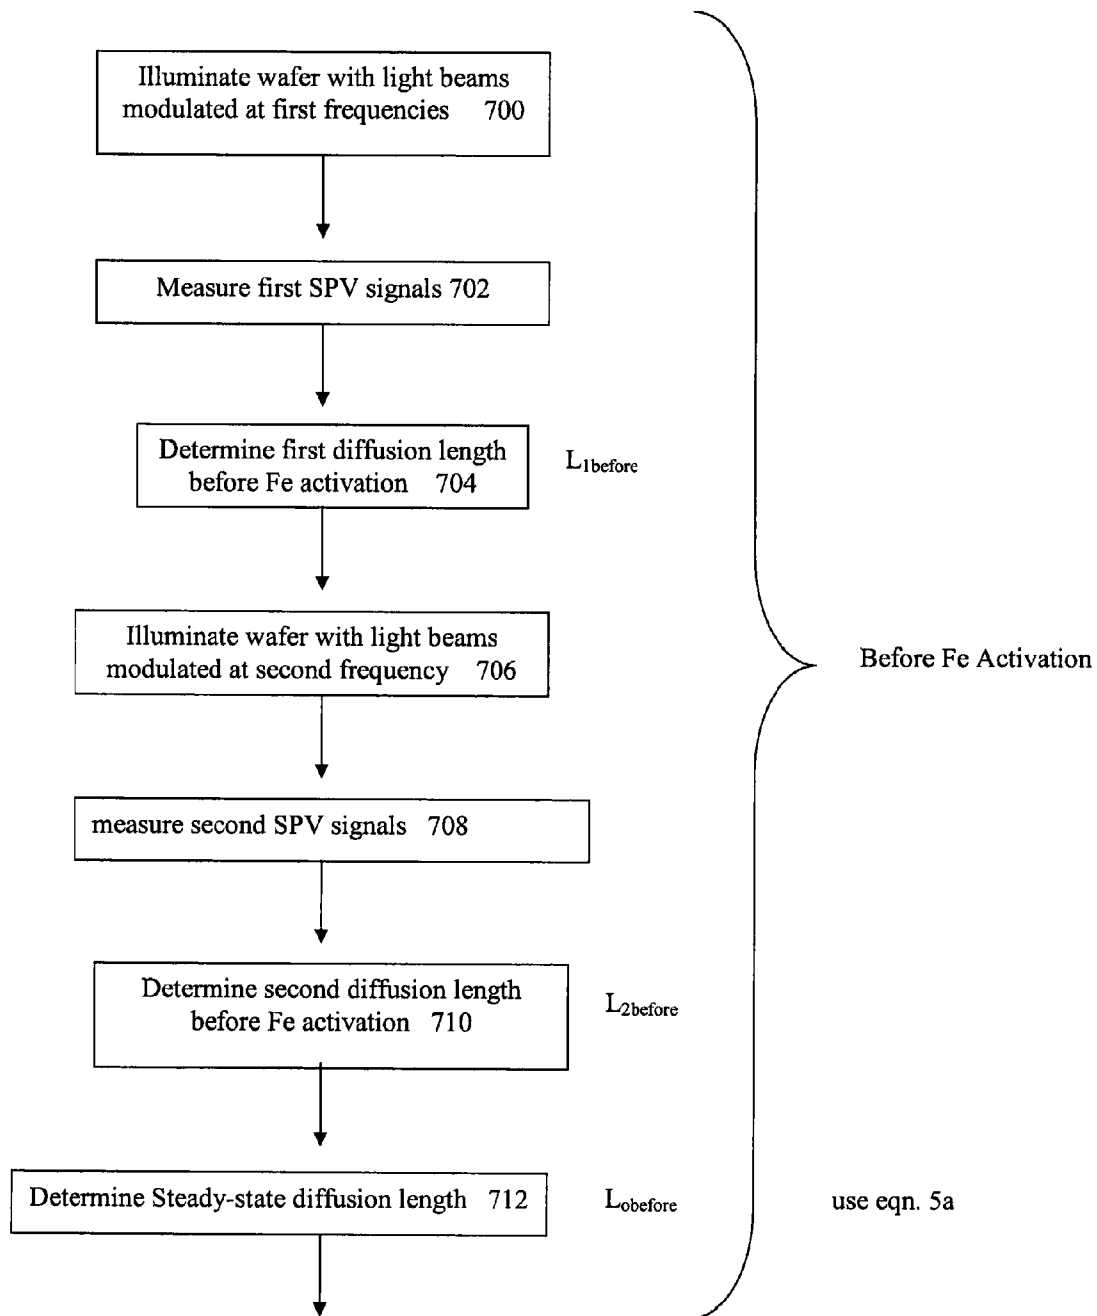 Illuminate wafer with light beams
modulated at first frequencies 700
Measure first SPV signals 702
Determine first diffusion length
before Fe activation 704
L1before
Illuminate wafer with light beams
modulated at second frequency 706
Before Fe Activation
measure second SPV signals 708
Determine second diffusion length
before Fe activation 710
L2before
Determine Steady-state diffusion length 712
Lobefore
use eqn. 5a